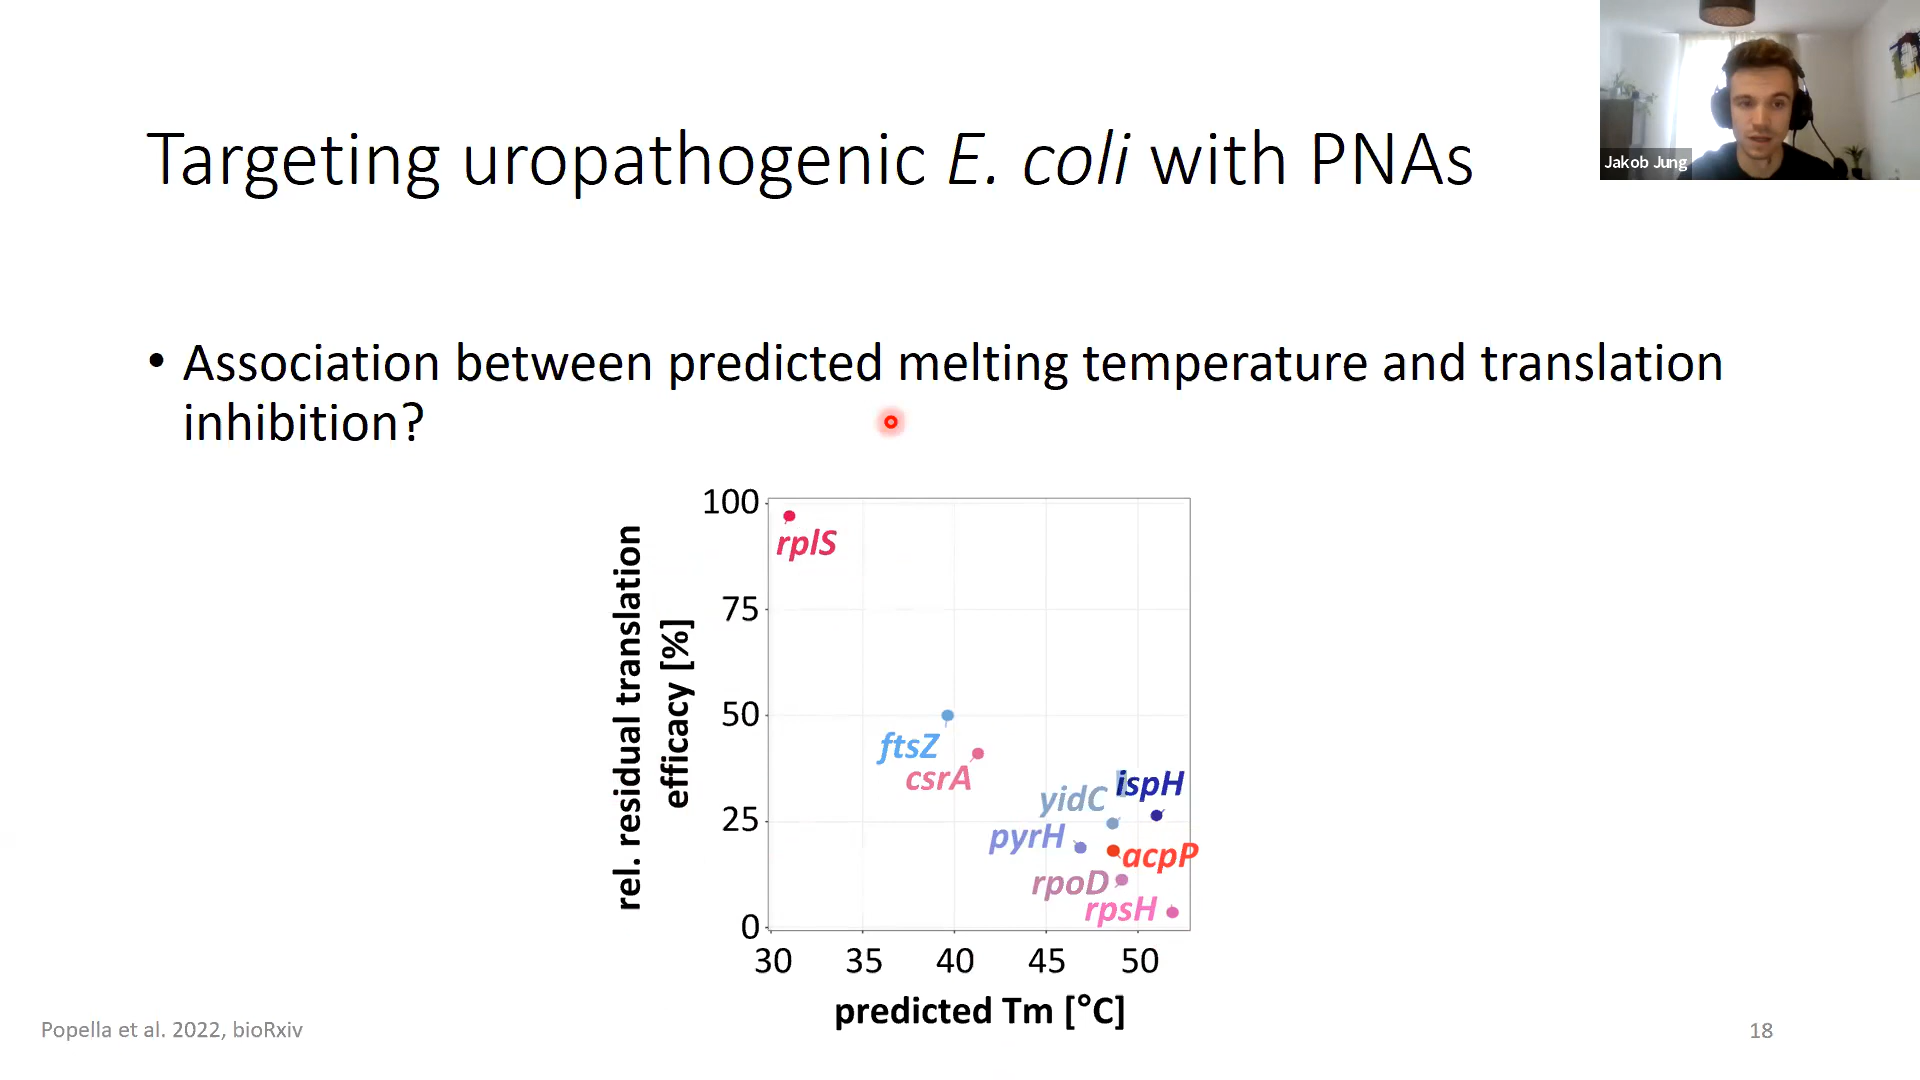 Targeting uropathogenic E. coli with PNAs
Jakob Jung
• Association between predicted melting temperature and translation
inhibition?
rel. residual translation
efficacy [%]
100
75
50
25
0
rplS
ftsZ
csrA
yidC
ispH
pyrH
acpP
rpoD
rpsH
30 35 40 45 50
predicted Tm [°C]
Popella et al. 2022, bioRxiv
18